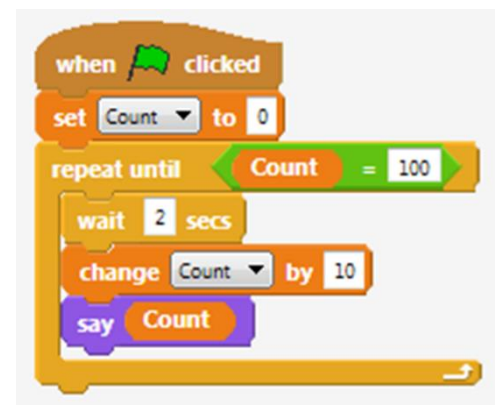 when clicked
set Count to 0
repeat until Count = 100
wait 2 secs
change Count by 10
say Count